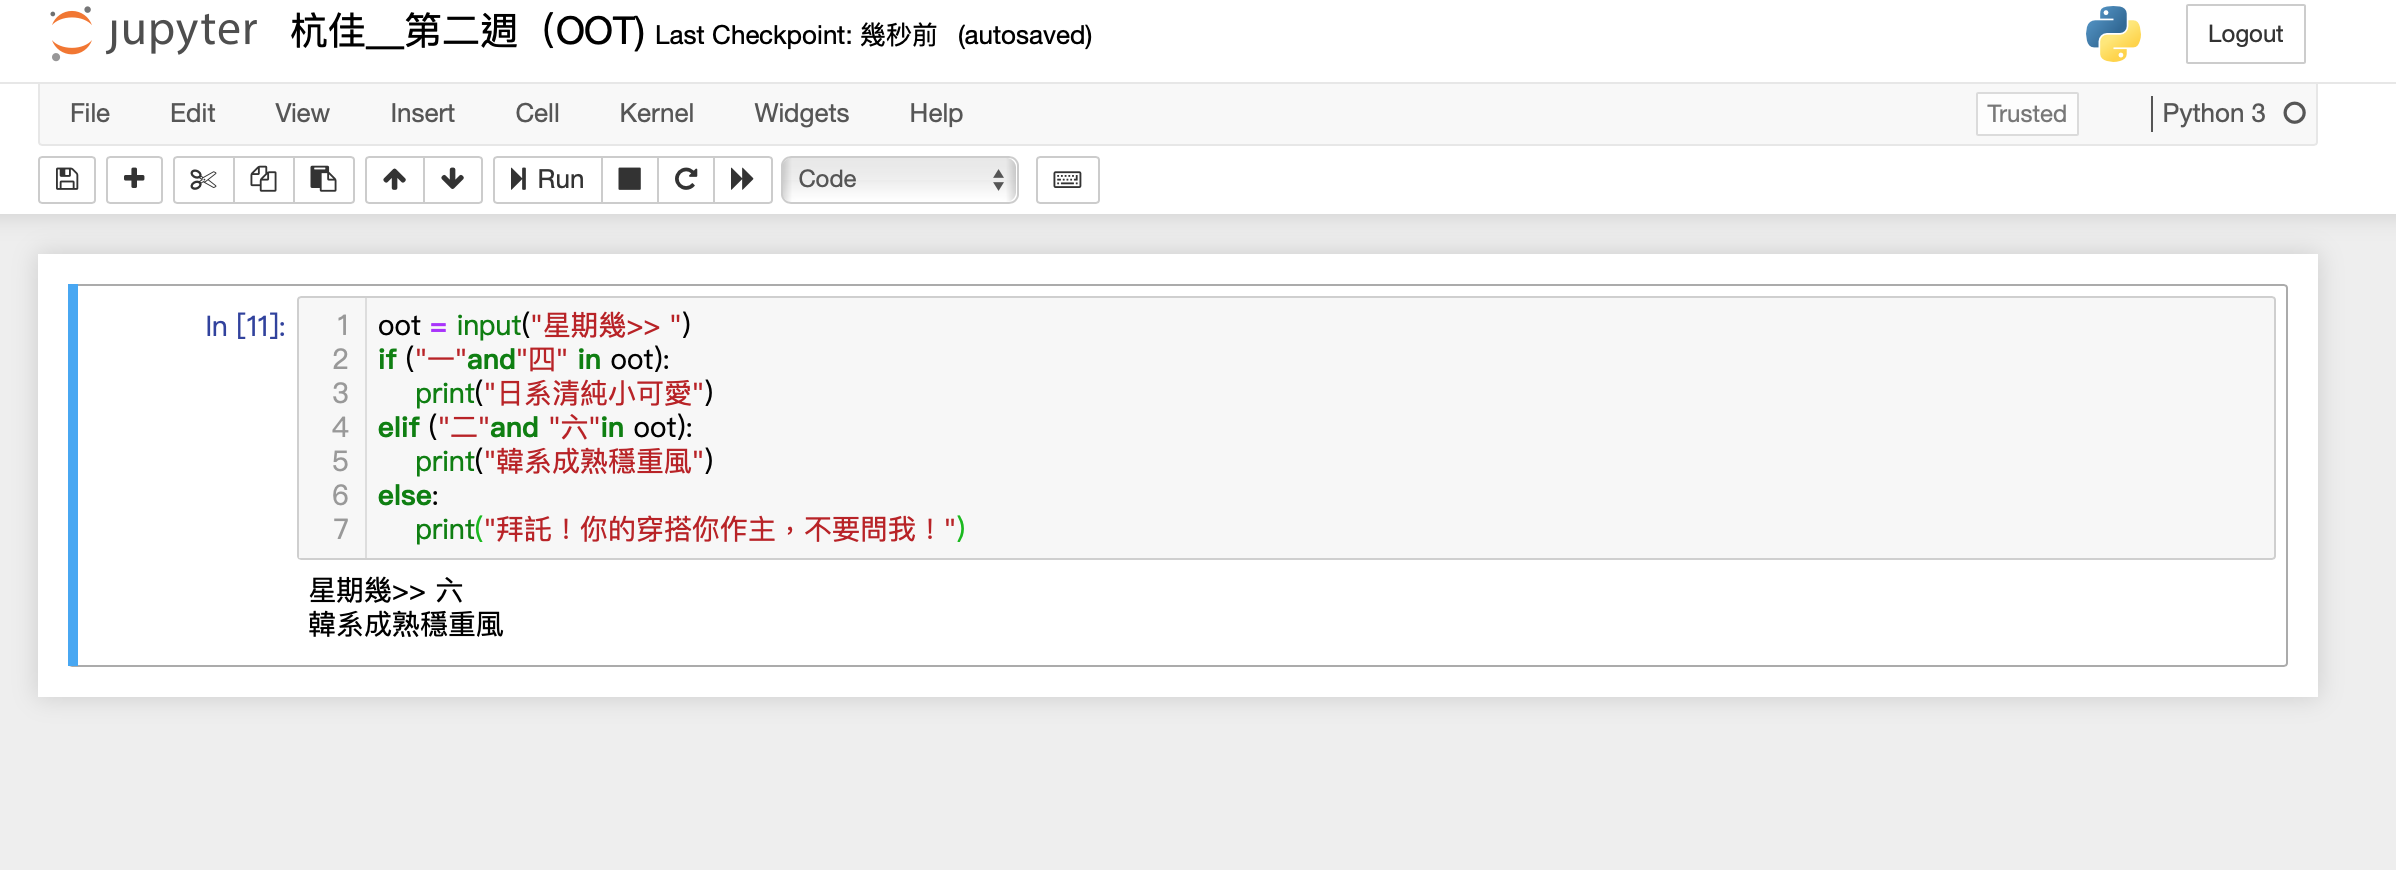 jupyter 杭佳__第二週（OOT) Last Checkpoint: 幾秒前 (autosaved) Logout
File Edit View Insert Cell Kernel Widgets Help Trusted Python 3
Run Code
In [11]:
1 oot = input("星期幾>> ")
2 if ("一"and"四" in oot):
3 print("日系清純小可愛")
4 elif ("二"and "六"in oot):
5 print("韓系成熟穩重風")
6 else:
7 print("拜託！你的穿搭你作主，不要問我！")
星期幾>> 六
韓系成熟穩重風